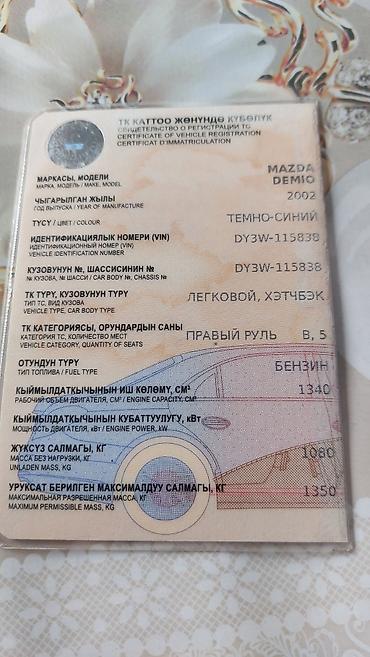 ТК КАТТОО ЖӨНҮНДӨ КҮБӨЛҮК
СВИДЕТЕЛЬСТВО О РЕГИСТРАЦИИ ТС
CERTIFICATE OF VEHICLE REGISTRATION
CERTIFICAT D'IMMATRICULATION
МАРКАСЫ, МОДЕЛИ
МАРКА, МОДЕЛЬ / MAKE, MODEL
MAZDA
DEMIO
ЧЫГАРЫЛГАН ЖЫЛЫ
ГОД ВЫПУСКА / YEAR OF MANUFACTURE
2002
ТҮСҮ / ЦВЕТ / COLOUR
ТЕМНО-СИНИЙ
ИДЕНТИФИКАЦИЯЛЫК НОМЕРИ (VIN)
ИДЕНТИФИКАЦИОННЫЙ НОМЕР (VIN)
VEHICLE IDENTIFICATION NUMBER
DY3W-115838
КУЗОВУНУН №, ШАССИСИНИН №
№ КУЗОВА, № ШАССИ / CAR BODY №, CHASSIS №
DY3W-115838
ТК ТҮРҮ, КУЗОВУНУН ТҮРҮ
ТИП ТС, ВИД КУЗОВА
VEHICLE TYPE, CAR BODY TYPE
ЛЕГКОВОЙ, ХЭТЧБЭК
ТК КАТЕГОРИЯСЫ, ОРУНДАРДЫН САНЫ
КАТЕГОРИЯ ТС, КОЛИЧЕСТВО МЕСТ
VEHICLE CATEGORY, QUANTITY OF SEATS
ПРАВЫЙ РУЛЬ B, 5
ОТУНДУН ТҮРҮ
ТИП ТОПЛИВА / FUEL TYPE
БЕНЗИН
КЫЙМЫЛДАТКЫЧЫНЫН ИШ КӨЛӨМҮ, СМ³
РАБОЧИЙ ОБЪЕМ ДВИГАТЕЛЯ, СМ³ / ENGINE CAPACITY, CM³
1340
КЫЙМЫЛДАТКЫЧЫНЫН КУБАТТУУЛУГУ, кВт
МОЩНОСТЬ ДВИГАТЕЛЯ, кВт / ENGINE POWER, kW
ЖҮКСҮЗ САЛМАГЫ, КГ
МАССА БЕЗ НАГРУЗКИ, КГ
UNLADEN MASS, KG
1080
УРУКСАТ БЕРИЛГЕН МАКСИМАЛДУУ САЛМАГЫ, КГ
МАКСИМАЛЬНАЯ РАЗРЕШЕННАЯ МАССА, КГ
MAXIMUM PERMISSIBLE MASS, KG
1350